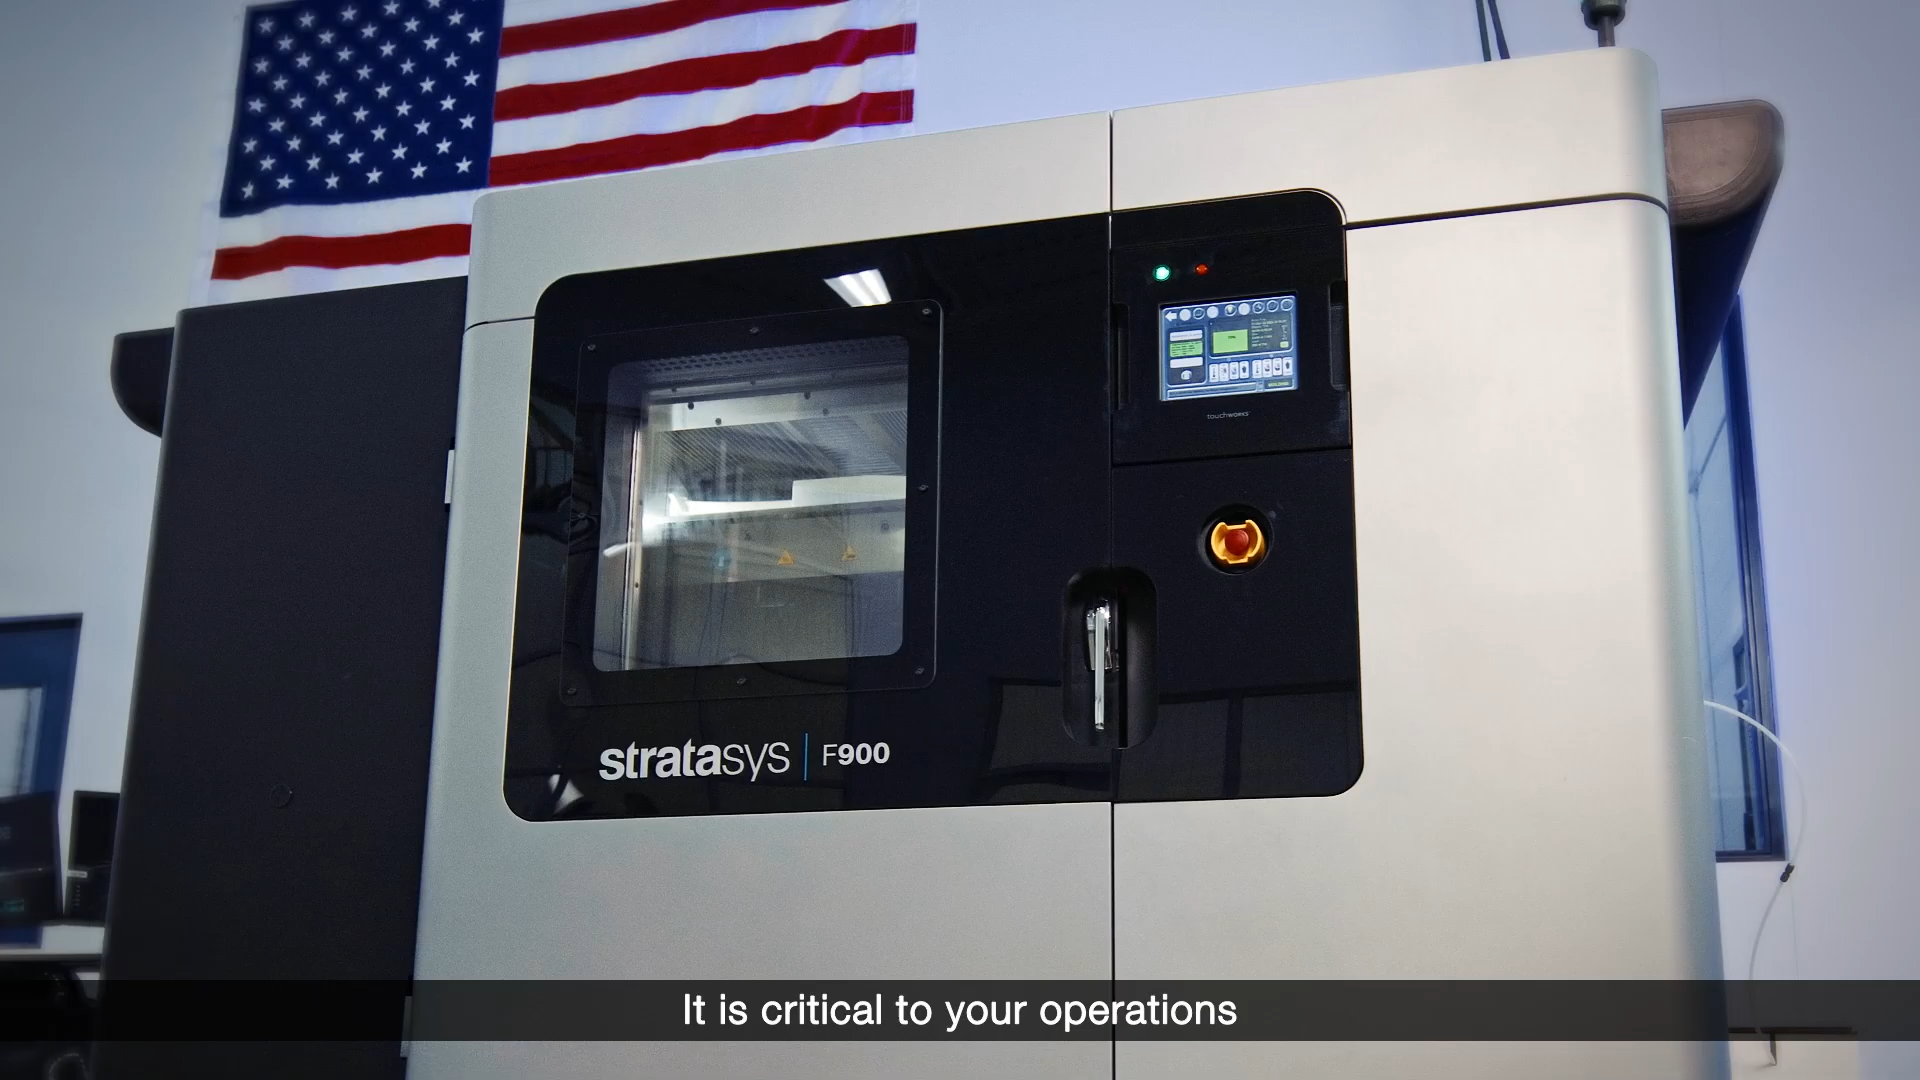 touchworks
stratasys | F900
It is critical to your operations